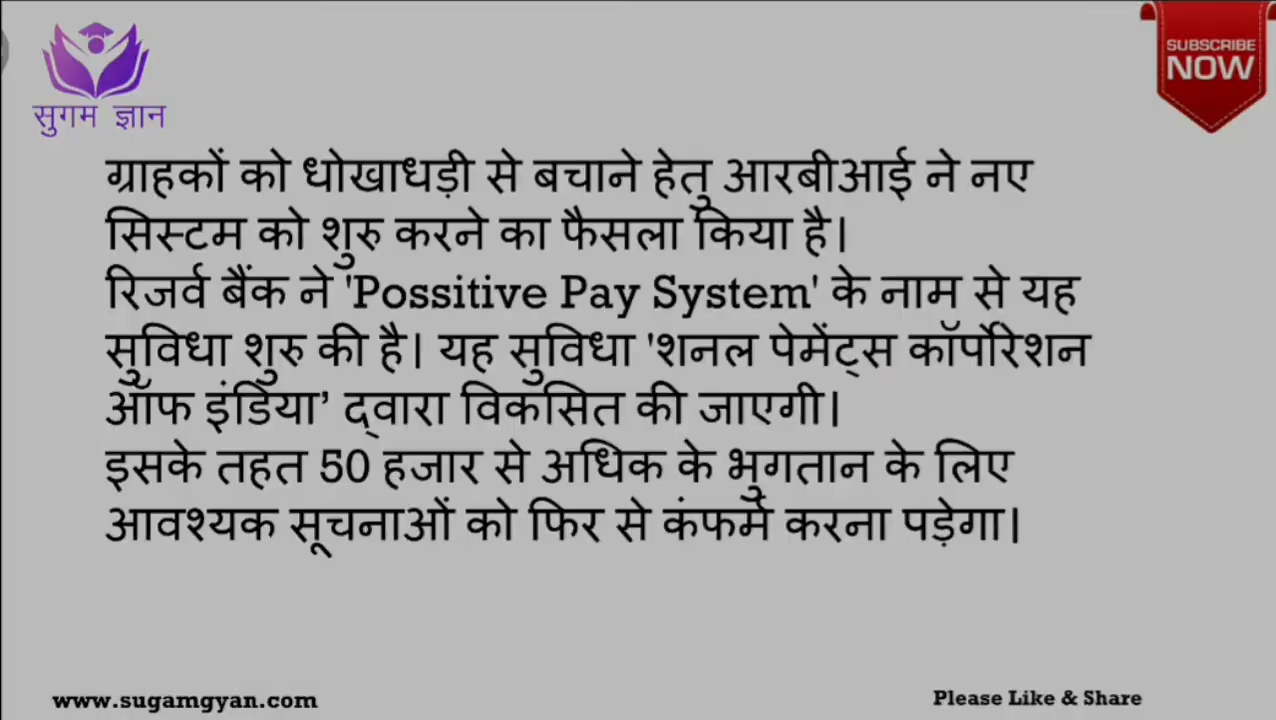 सुगम ज्ञान
SUBSCRIBE
NOW
ग्राहकों को धोखाधड़ी से बचाने हेतु आरबीआई ने नए
सिस्टम को शुरु करने का फैसला किया है।
रिजर्व बैंक ने 'Possitive Pay System' के नाम से यह
सुविधा शुरु की है। यह सुविधा 'शनल पेमेंट्स कॉर्पोरेशन
ऑफ इंडिया’ द्वारा विकसित की जाएगी।
इसके तहत 50 हजार से अधिक के भुगतान के लिए
आवश्यक सूचनाओं को फिर से कंफर्म करना पड़ेगा।
www.sugamgyan.com
Please Like & Share